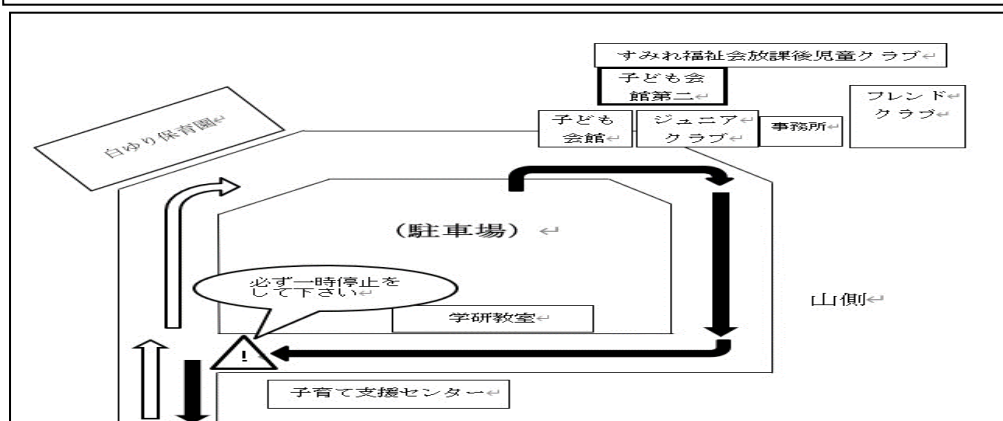 すみれ福祉会放課後児童クラブ
子ども会
館第二
フレンド
クラブ
子ども
会館
ジュニア
クラブ
事務所
白ゆり保育園
（駐車場）
必ず一時停止を
して下さい
山側
学研教室
!
子育て支援センター